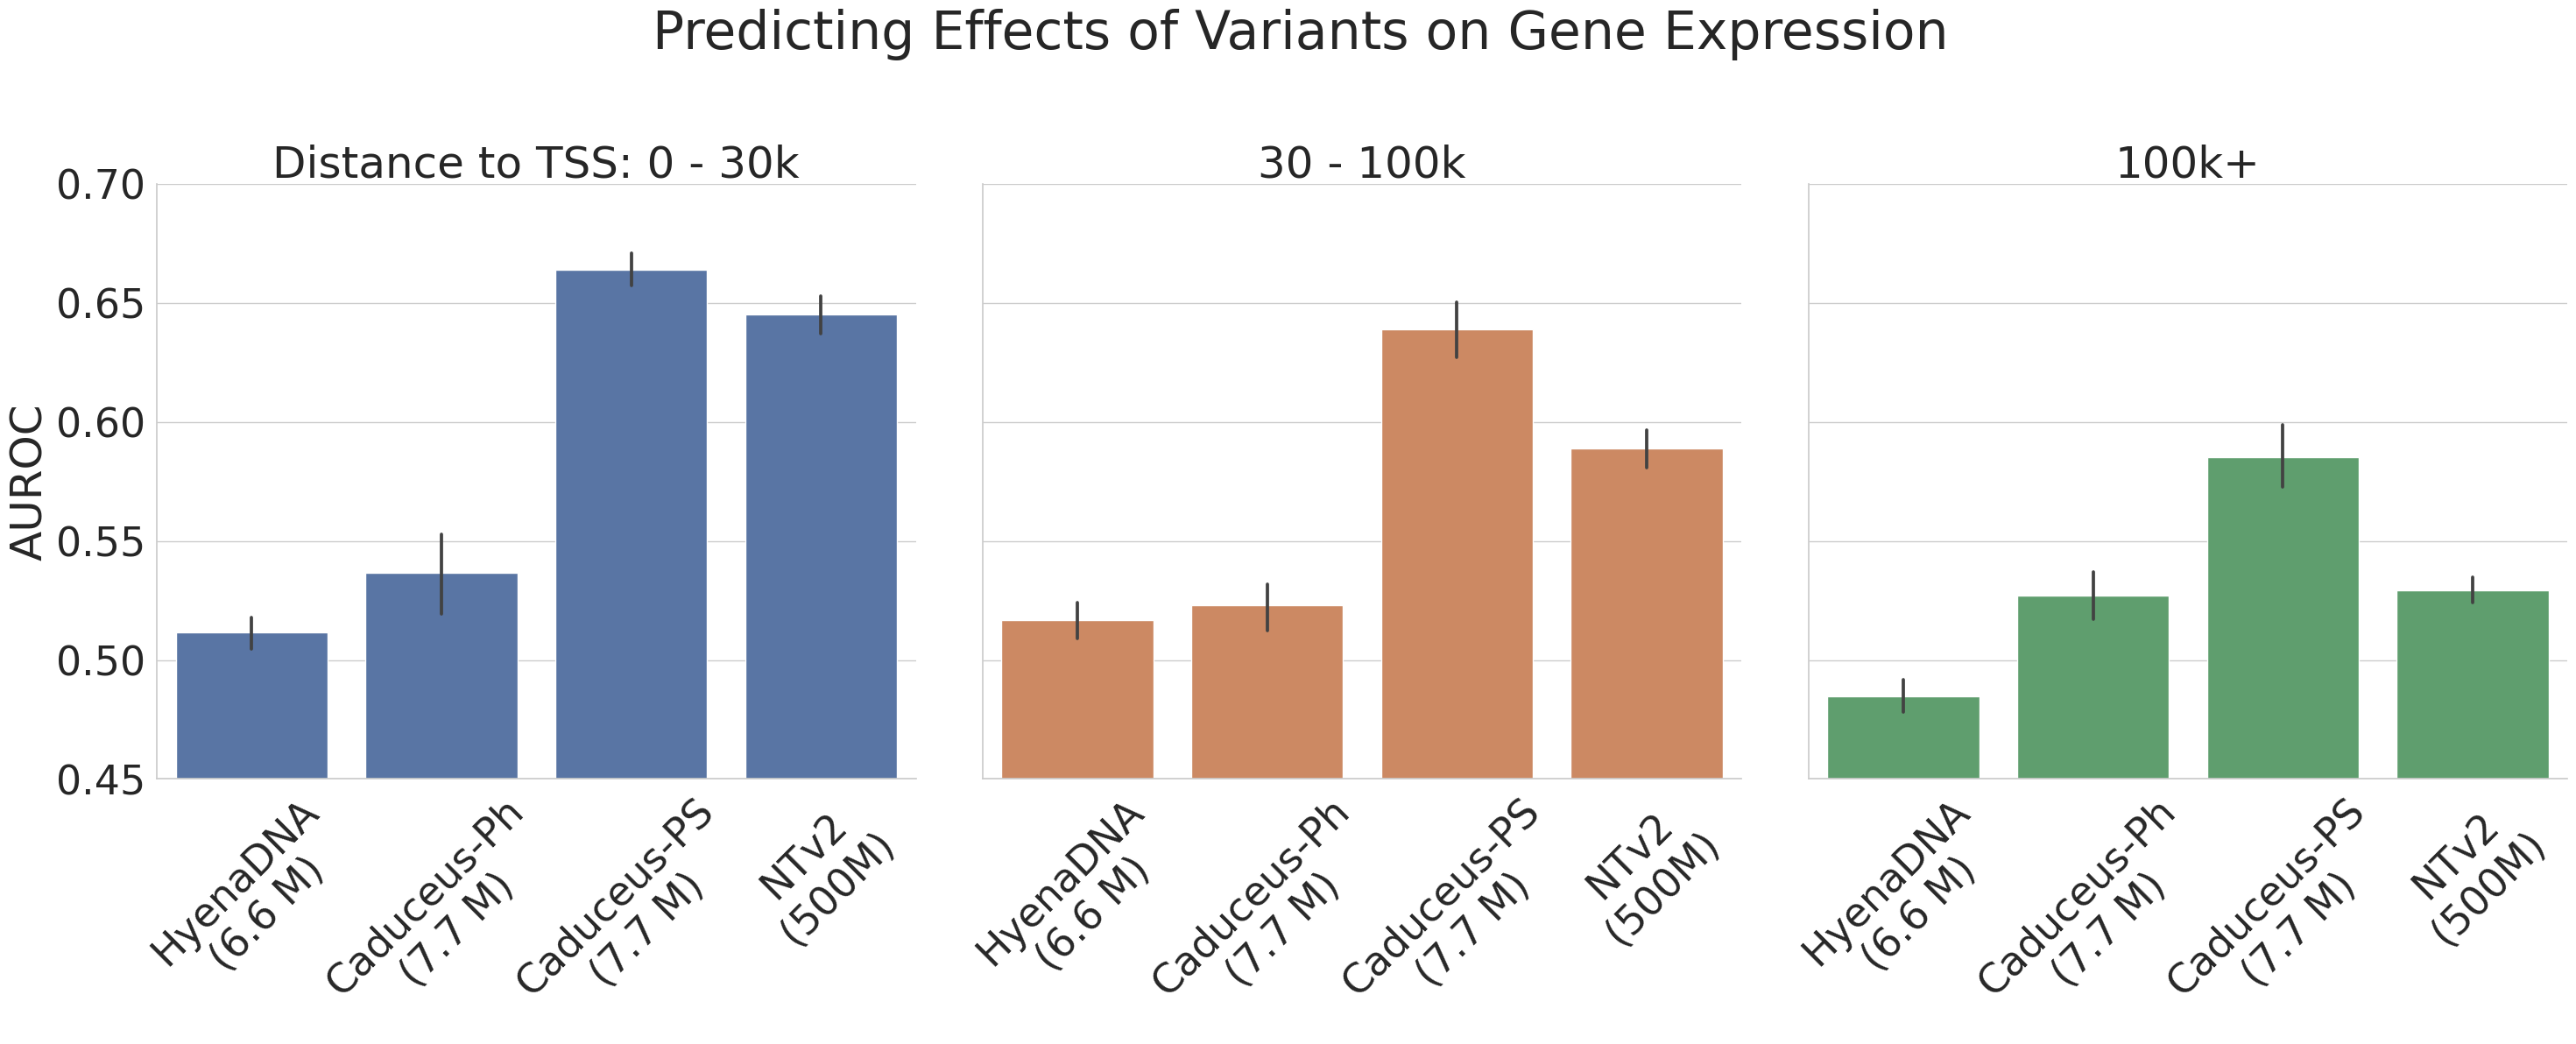 Predicting Effects of Variants on Gene Expression
Distance to TSS: 0 - 30k
30 - 100k
100k+
AUROC
0.70
0.65
0.60
0.55
0.50
0.45
HyenaDNA
(6.6 M)
Caduceus-Ph
(7.7 M)
Caduceus-PS
(7.7 M)
NTv2
(500M)
HyenaDNA
(6.6 M)
Caduceus-Ph
(7.7 M)
Caduceus-PS
(7.7 M)
NTv2
(500M)
HyenaDNA
(6.6 M)
Caduceus-Ph
(7.7 M)
Caduceus-PS
(7.7 M)
NTv2
(500M)